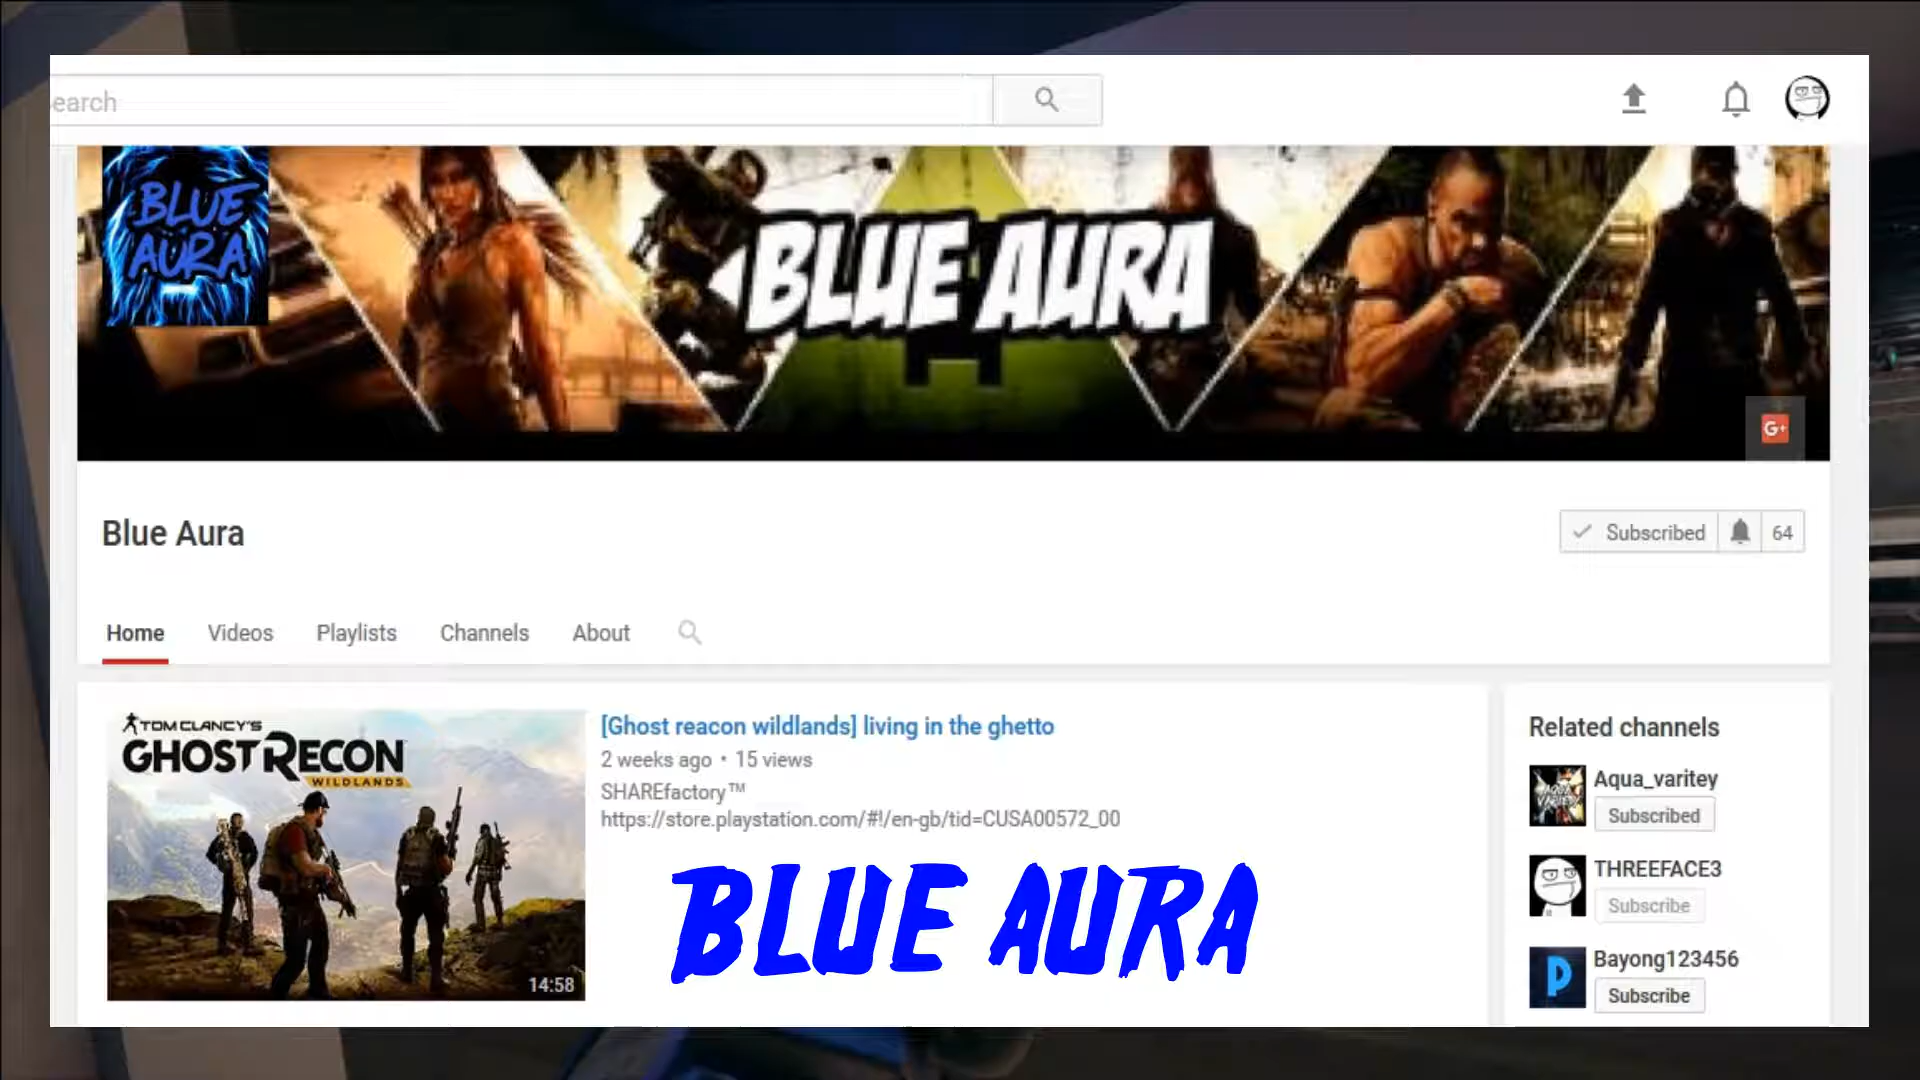 earch
BLUE
AURA
BLUE AURA
G+
Blue Aura
Subscribed 64
Home Videos Playlists Channels About
TOM CLANCY'S
GHOST RECON
WILDLANDS
14:58
[Ghost reacon wildlands] living in the ghetto
2 weeks ago • 15 views
SHAREfactory™
https://store.playstation.com/#!/en-gb/tid=CUSA00572_00
BLUE AURA
Related channels
AQUA
VARITEY
Aqua_varitey
Subscribed
THREEFACE3
Subscribe
P
Bayong123456
Subscribe